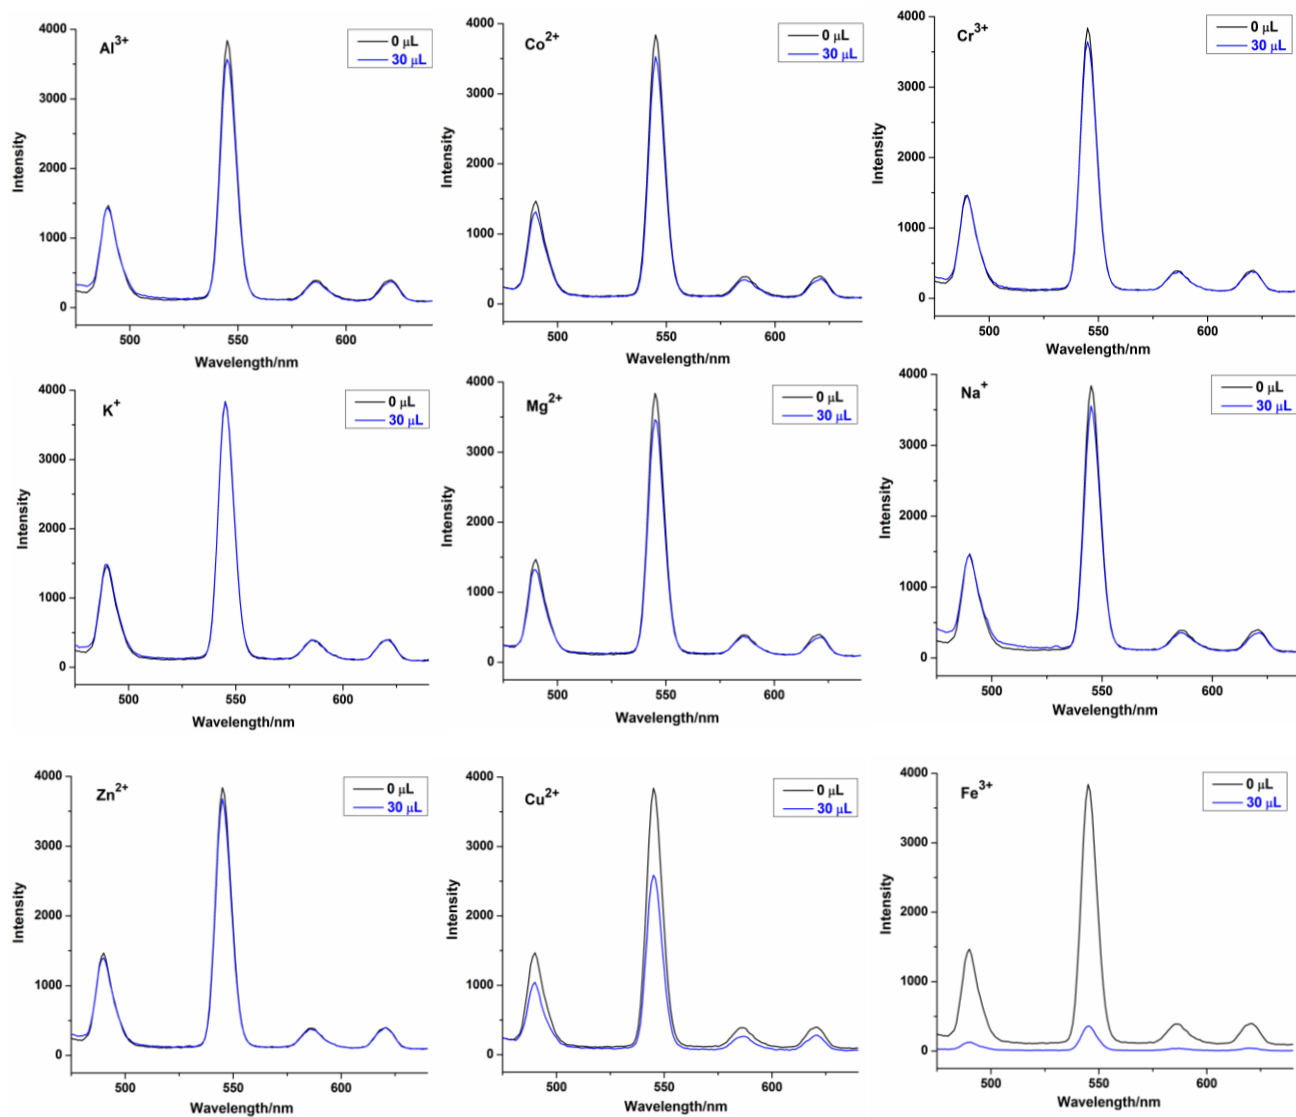 Al³⁺
0 μL
30 μL
4000
3000
2000
1000
0
Intensity
500
550
600
Wavelength/nm
Co²⁺
0 μL
30 μL
4000
3000
2000
1000
0
Intensity
500
550
600
Wavelength/nm
Cr³⁺
0 μL
30 μL
4000
3000
2000
1000
0
Intensity
500
550
600
Wavelength/nm
K⁺
0 μL
30 μL
4000
3000
2000
1000
0
Intensity
500
550
600
Wavelength/nm
Mg²⁺
0 μL
30 μL
4000
3000
2000
1000
0
Intensity
500
550
600
Wavelength/nm
Na⁺
0 μL
30 μL
4000
3000
2000
1000
0
Intensity
500
550
600
Wavelength/nm
Zn²⁺
0 μL
30 μL
4000
3000
2000
1000
0
Intensity
500
550
600
Wavelength/nm
Cu²⁺
0 μL
30 μL
4000
3000
2000
1000
0
Intensity
500
550
600
Wavelength/nm
Fe³⁺
0 μL
30 μL
4000
3000
2000
1000
0
Intensity
500
550
600
Wavelength/nm